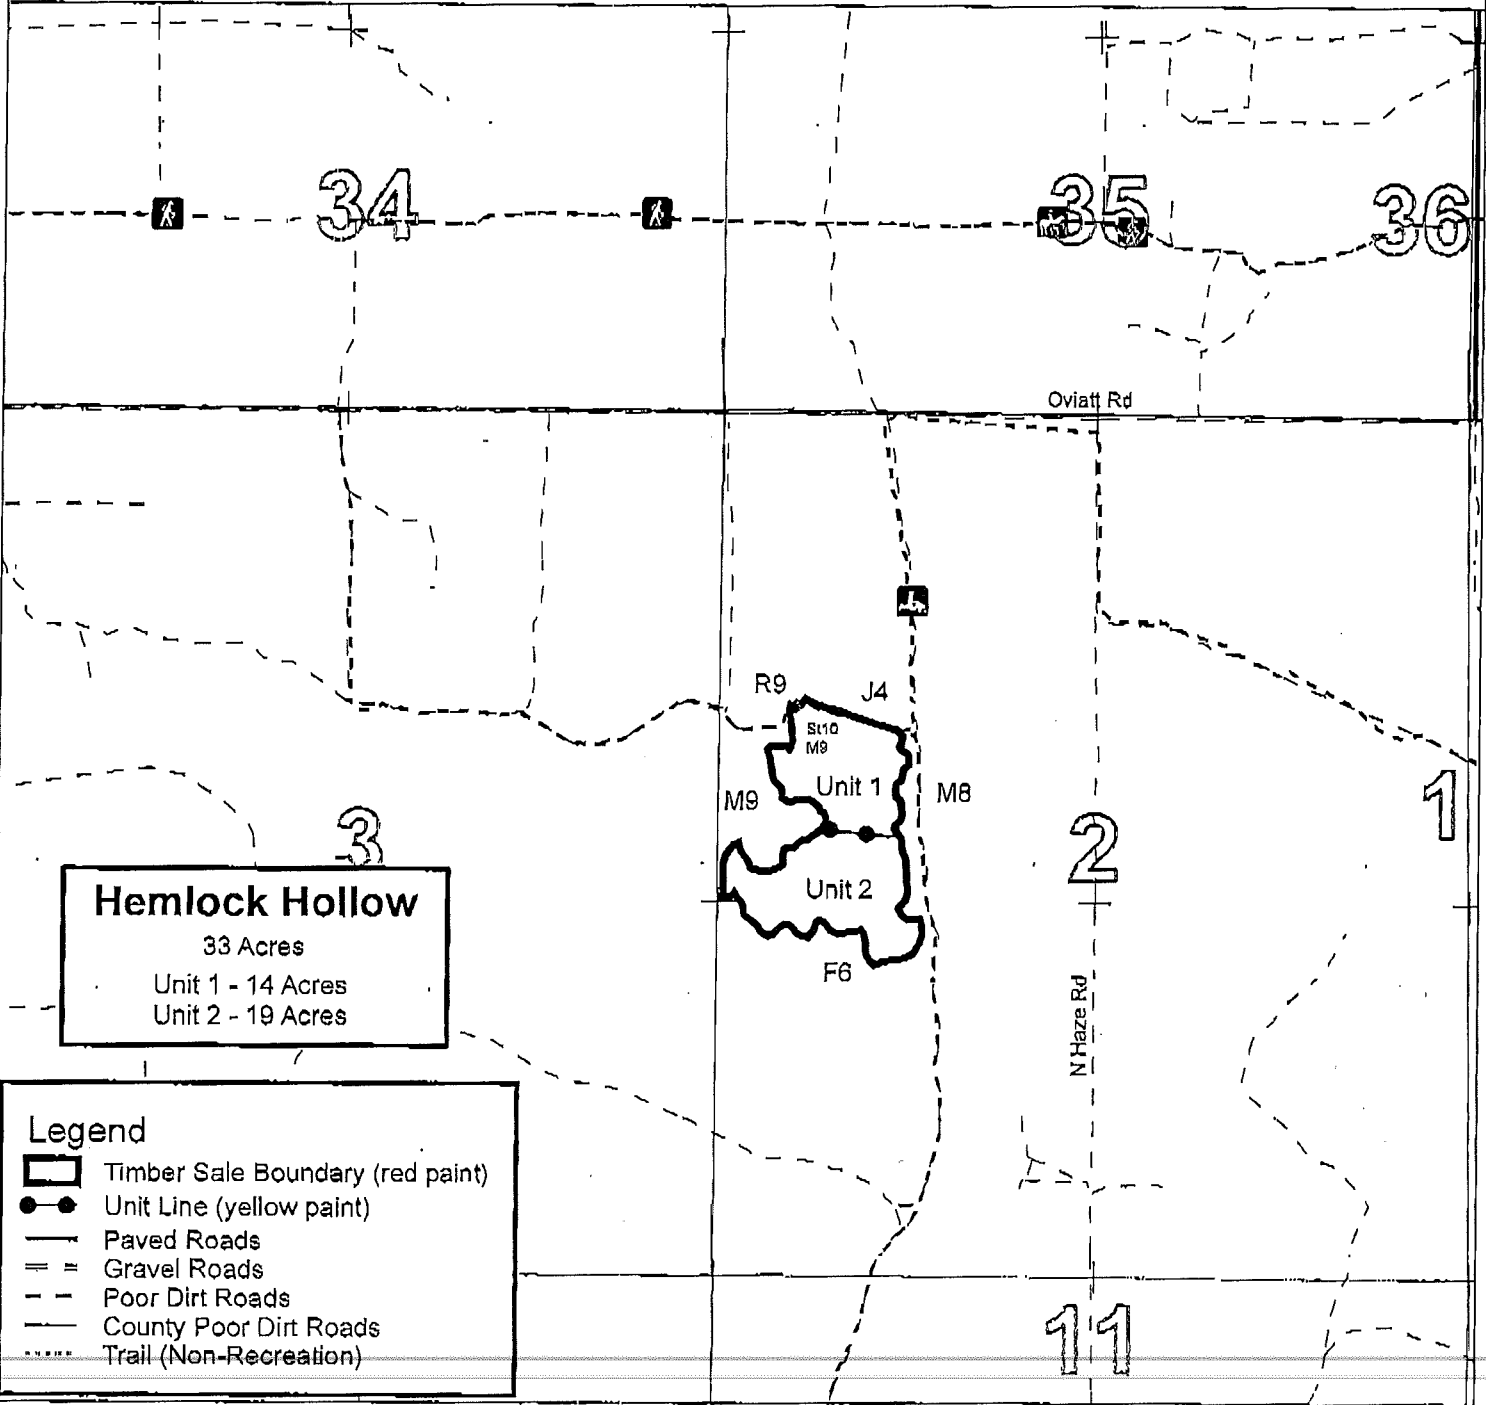 34
35
36
Oviatt Rd
R9
J4
St10
M9
Unit 1
M9
M8
1
3
2
Unit 2
Hemlock Hollow
33 Acres
Unit 1 - 14 Acres
Unit 2 - 19 Acres
F6
N Haze Rd
Legend
Timber Sale Boundary (red paint)
Unit Line (yellow paint)
Paved Roads
Gravel Roads
Poor Dirt Roads
County Poor Dirt Roads
Trail (Non-Recreation)
11